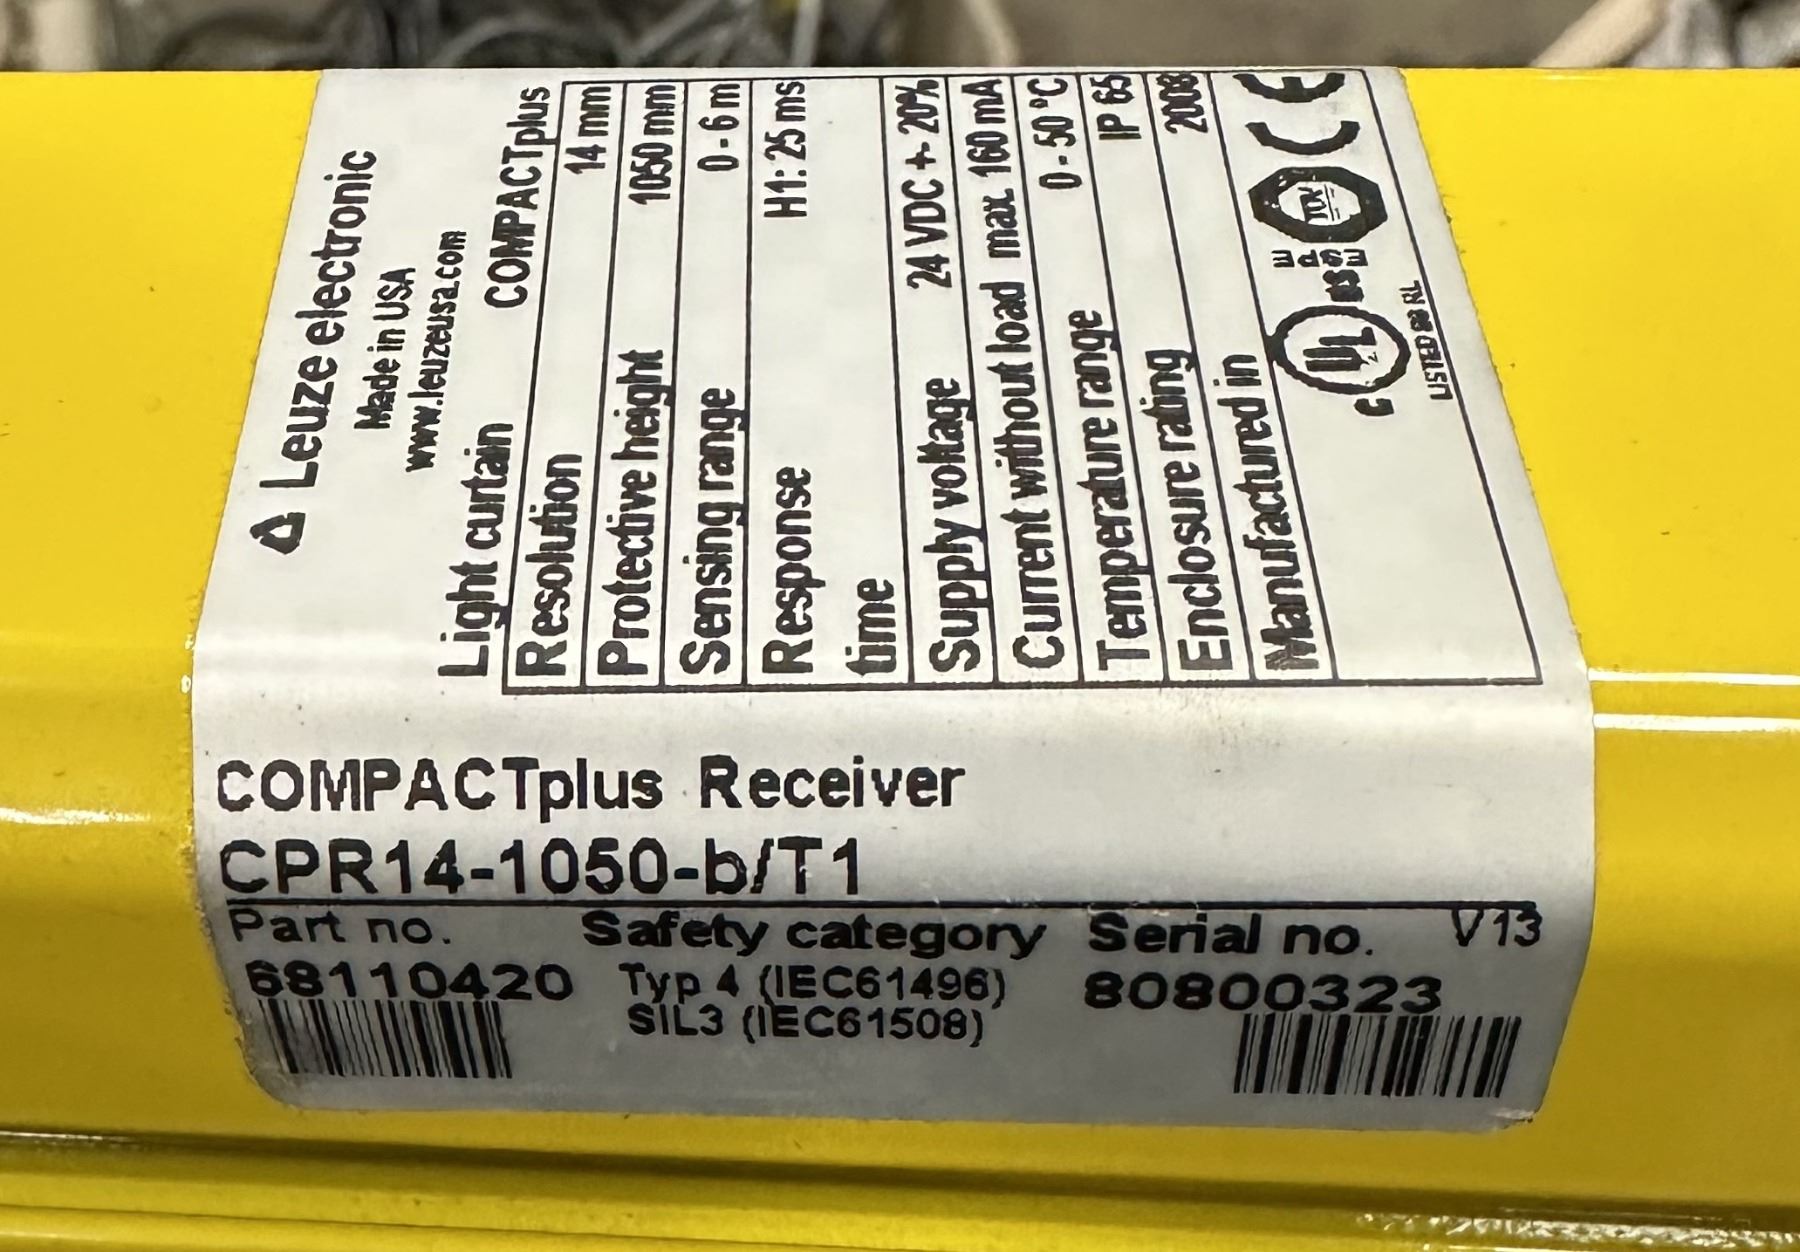 Leuze electronic
Made in USA
www.leuzeusa.com
Light curtain COMPACTplus
Resolution 14 mm
Protective height 1050 mm
Sensing range 0 - 6 m
Response time H1: 25 ms
Supply voltage 24 VDC +- 20%
Current without load max. 160 mA
Temperature range 0 - 50 °C
Enclosure rating IP 65
Manufactured in 2008
CE
TÜV
c UL us
LISTED
COMPACTplus Receiver
CPR14-1050-b/T1
Part no. Safety category Serial no. V13
68110420 Typ 4 (IEC61496) 80800323
SIL3 (IEC61508)